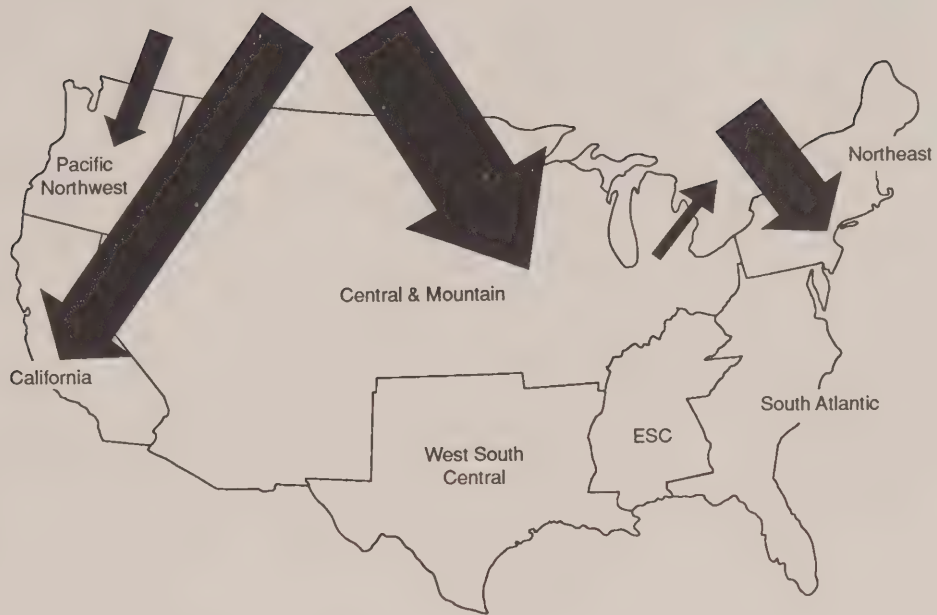 Pacific
Northwest
Northeast
Central & Mountain
California
South Atlantic
ESC
West South
Central